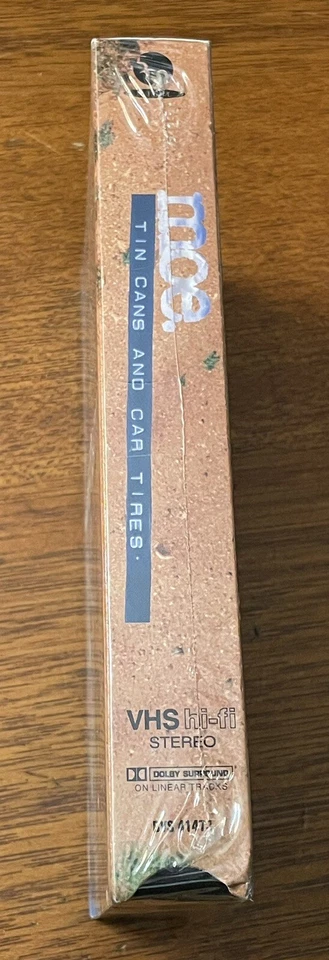 moe.
TIN CANS AND CAR TIRES.
VHS hi-fi
STEREO
DOLBY SURROUND
ON LINEAR TRACKS